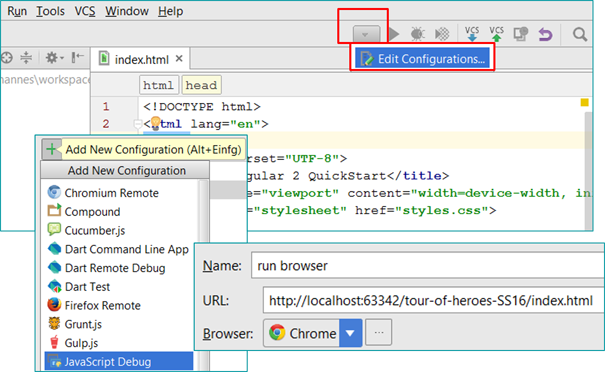 Run Tools VCS Window Help
VCS VCS
index.html
Edit Configurations...
hannes\workspace
html head
1 <!DOCTYPE html>
2 <html lang="en">
Add New Configuration (Alt+Einfg)
rset="UTF-8">
Add New Configuration
gular 2 QuickStart</title>
Chromium Remote
="viewport" content="width=device-width, in
Compound
="stylesheet" href="styles.css">
Cucumber.js
Dart Command Line App
Dart Remote Debug
Dart Test
Firefox Remote
Grunt.js
Gulp.js
JavaScript Debug
Name: run browser
URL: http://localhost:63342/tour-of-heroes-SS16/index.html
Browser: Chrome ...